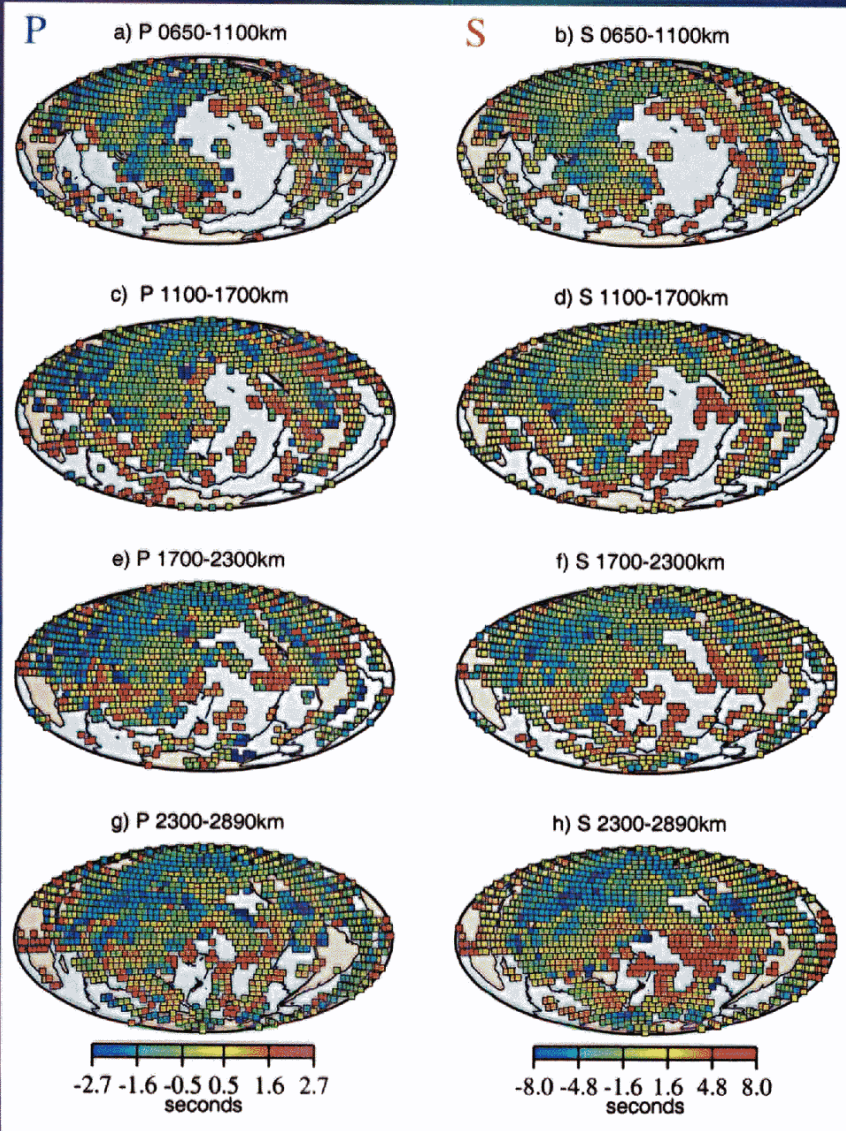 P
a) P 0650-1100km
S
b) S 0650-1100km
c) P 1100-1700km
d) S 1100-1700km
e) P 1700-2300km
f) S 1700-2300km
g) P 2300-2890km
h) S 2300-2890km
-2.7 -1.6 -0.5 0.5 1.6 2.7
seconds
-8.0 -4.8 -1.6 1.6 4.8 8.0
seconds